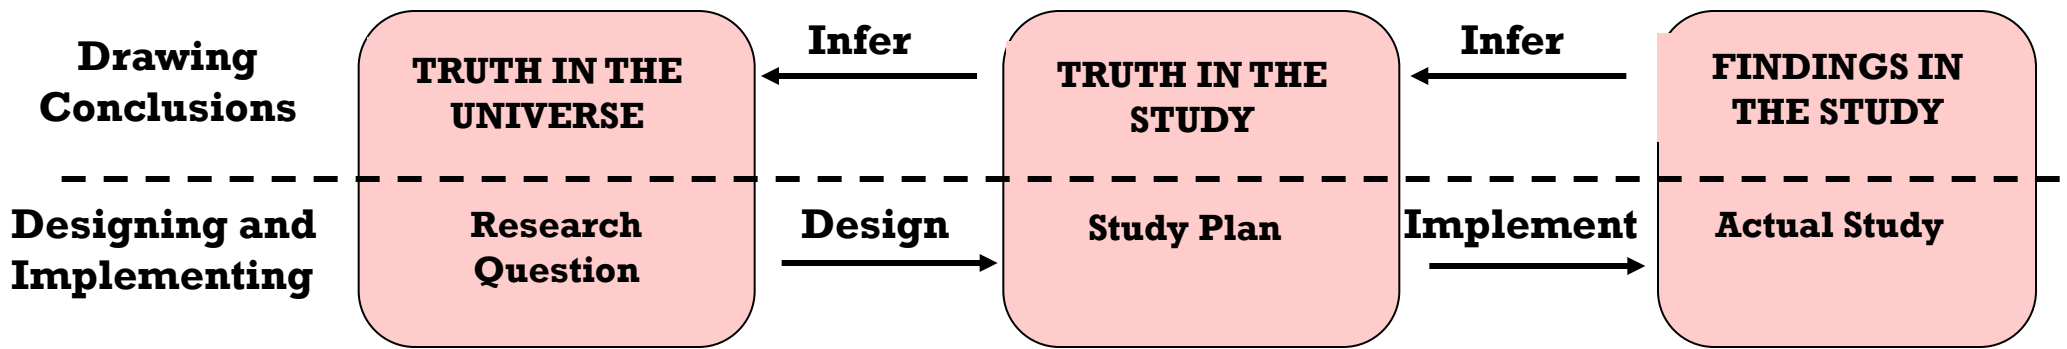 Drawing
Conclusions
TRUTH IN THE
UNIVERSE
Infer
TRUTH IN THE
STUDY
Infer
FINDINGS IN
THE STUDY
Designing and
Implementing
Research
Question
Design
Study Plan
Implement
Actual Study